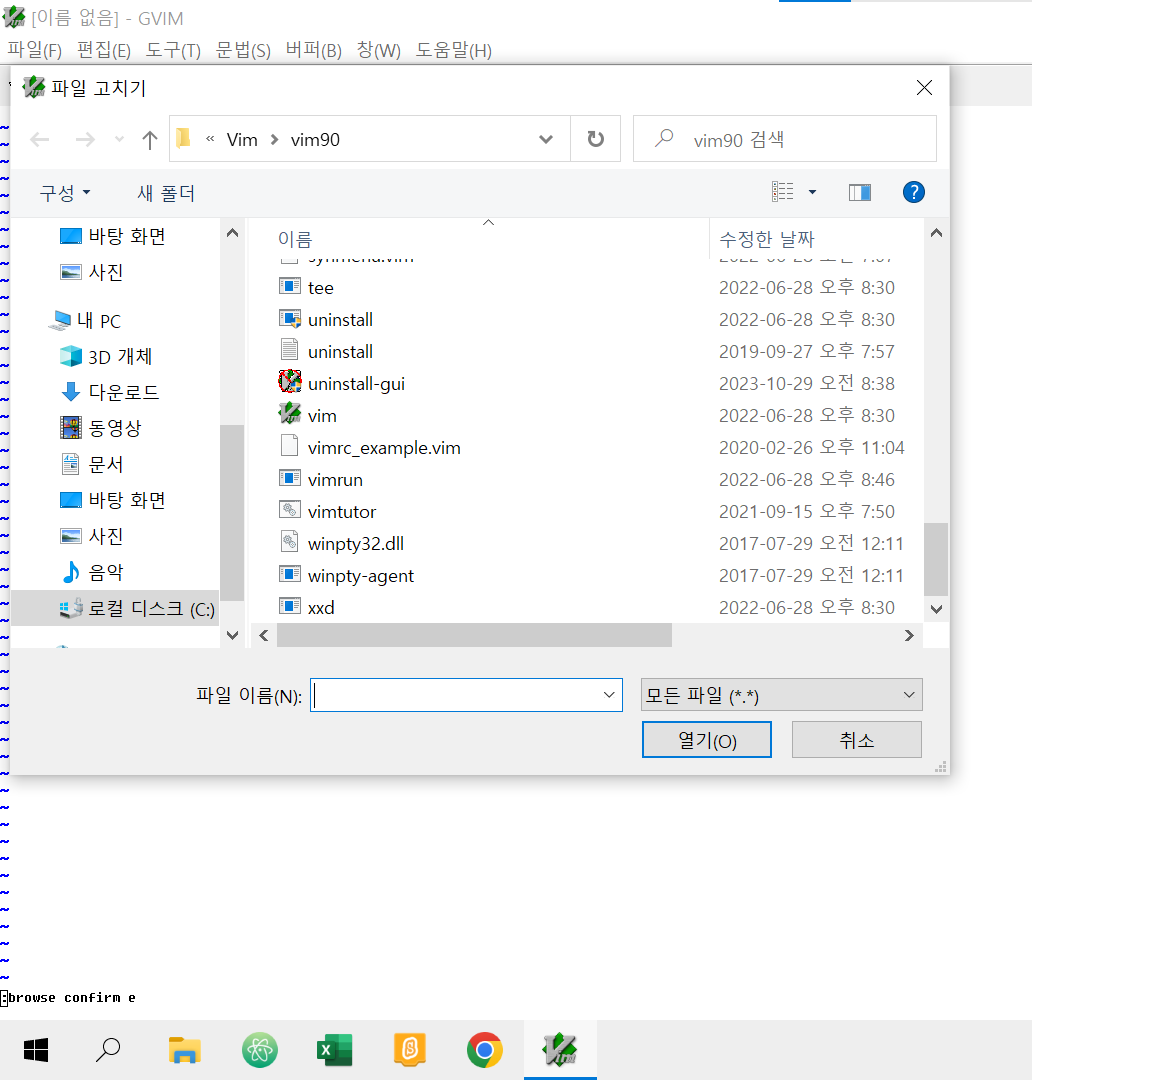 [이름 없음] - GVIM
파일(F) 편집(E) 도구(T) 문법(S) 버퍼(B) 창(W) 도움말(H)
파일 고치기
« Vim > vim90
vim90 검색
구성
새 폴더
바탕 화면
사진
내 PC
3D 개체
다운로드
동영상
문서
바탕 화면
사진
음악
로컬 디스크 (C:)
이름 수정한 날짜
tee 2022-06-28 오후 8:30
uninstall 2022-06-28 오후 8:30
uninstall 2019-09-27 오후 7:57
uninstall-gui 2023-10-29 오전 8:38
vim 2022-06-28 오후 8:30
vimrc_example.vim 2020-02-26 오후 11:04
vimrun 2022-06-28 오후 8:46
vimtutor 2021-09-15 오후 7:50
winpty32.dll 2017-07-29 오전 12:11
winpty-agent 2017-07-29 오전 12:11
xxd 2022-06-28 오후 8:30
파일 이름(N):
모든 파일 (*.*)
열기(O)
취소
:browse confirm e